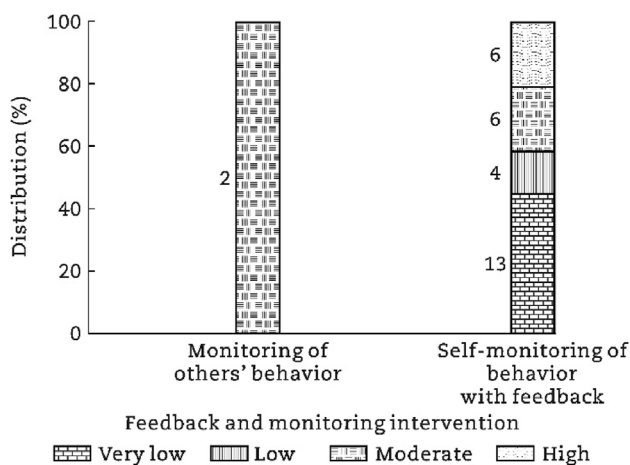 100
80
60
40
20
0
Distribution (%)
2
6
6
4
13
Monitoring of
others’ behavior
Self-monitoring of
behavior
with feedback
Feedback and monitoring intervention
Very low Low Moderate High